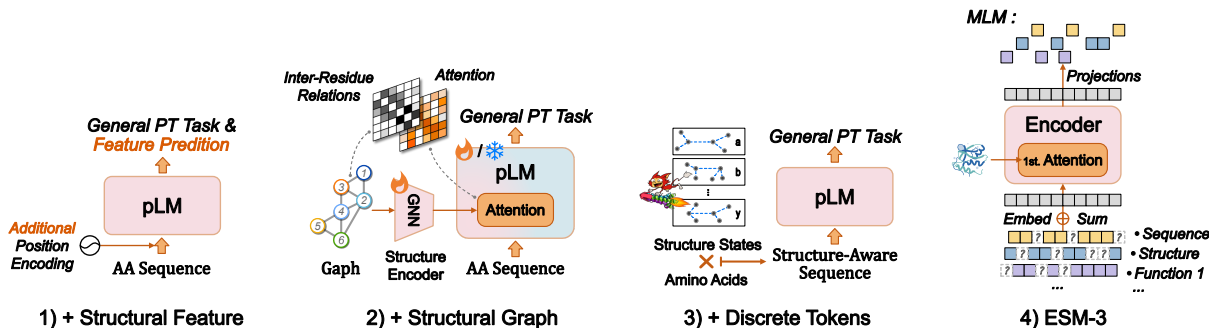 General PT Task &
Feature Predition
pLM
Additional
Position
Encoding
AA Sequence
1) + Structural Feature
Inter-Residue
Relations
Attention
General PT Task
/
pLM
Attention
GNN
1
2
3
4
5
6
Gaph
Structure
Encoder
AA Sequence
2) + Structural Graph
a
b
⋮
y
General PT Task
pLM
Structure States
Amino Acids
Structure-Aware
Sequence
3) + Discrete Tokens
MLM :
Projections
Encoder
1st. Attention
Embed
Sum
? ? ?
• Sequence
? ? ? ?
• Structure
? ? ?
• Function 1
...
...
4) ESM-3